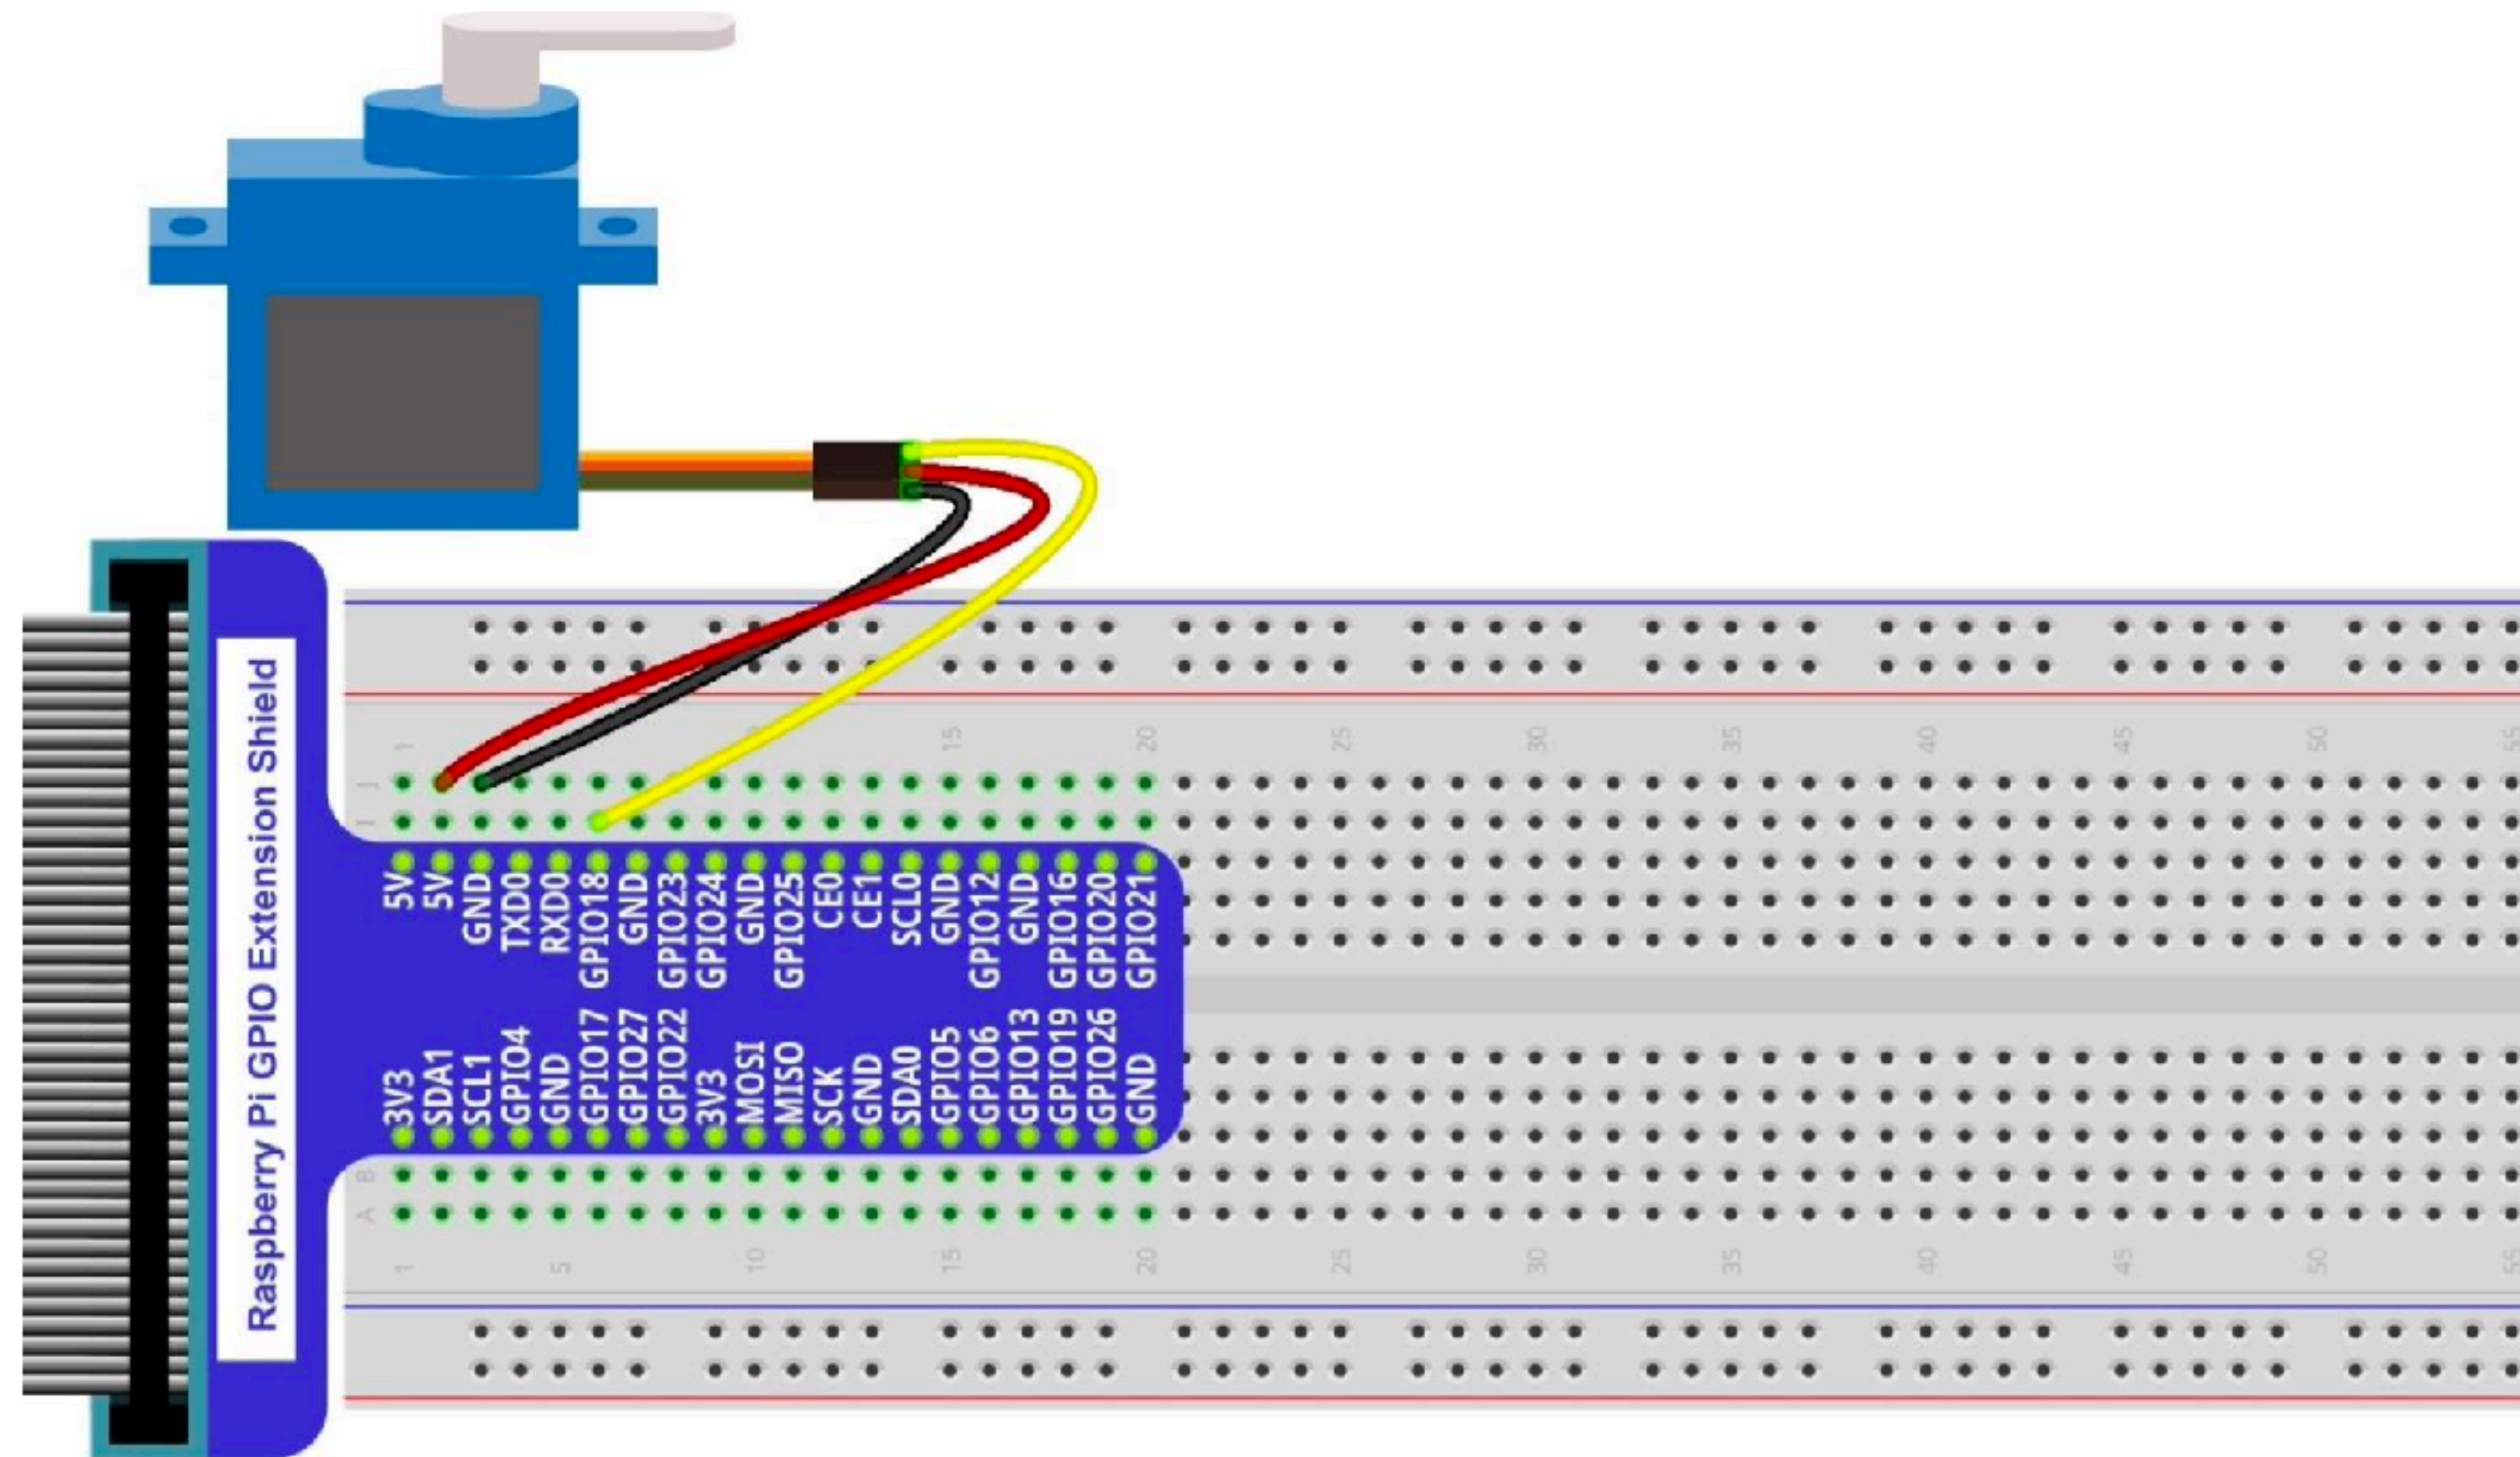 Raspberry Pi GPIO Extension Shield
1 15 20 25 30 35 40 45 50 55
J
I
5V 5V GND TXD0 RXD0 GPIO18 GND GPIO23 GPIO24 GND GPIO25 CE0 CE1 SCL0 GND GPIO12 GND GPIO16 GPIO20 GPIO21
3V3 SDA1 SCL1 GPIO4 GND GPIO17 GPIO27 GPIO22 3V3 MOSI MISO SCK GND SDA0 GPIO5 GPIO6 GPIO13 GPIO19 GPIO26 GND
B
A
1 5 10 15 20 25 30 35 40 45 50 55